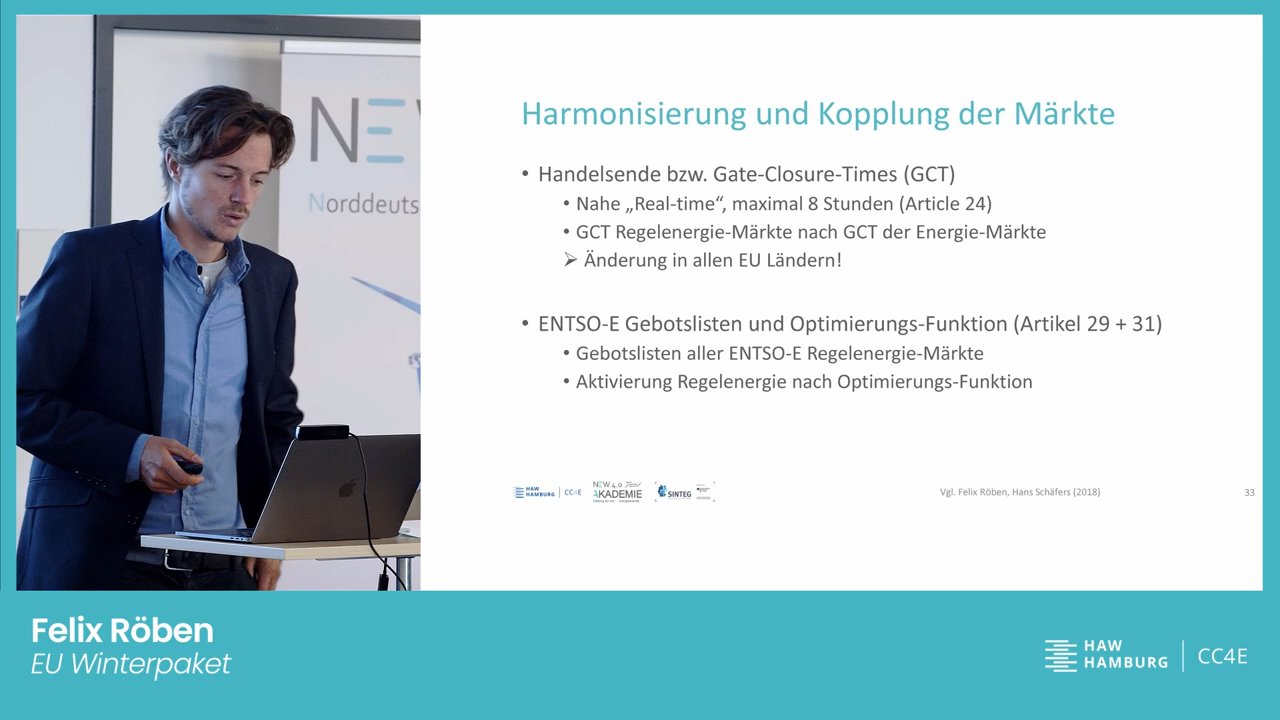 NE
Norddeuts
Harmonisierung und Kopplung der Märkte
• Handelsende bzw. Gate-Closure-Times (GCT)
• Nahe „Real-time“, maximal 8 Stunden (Article 24)
• GCT Regelenergie-Märkte nach GCT der Energie-Märkte
➢ Änderung in allen EU Ländern!
• ENTSO-E Gebotslisten und Optimierungs-Funktion (Artikel 29 + 31)
• Gebotslisten aller ENTSO-E Regelenergie-Märkte
• Aktivierung Regelenergie nach Optimierungs-Funktion
HAW HAMBURG CC4E
NEW 4.0
AKADEMIE
SINTEG
Vgl. Felix Röben, Hans Schäfers (2018)
33
Felix Röben
EU Winterpaket
HAW
HAMBURG
CC4E